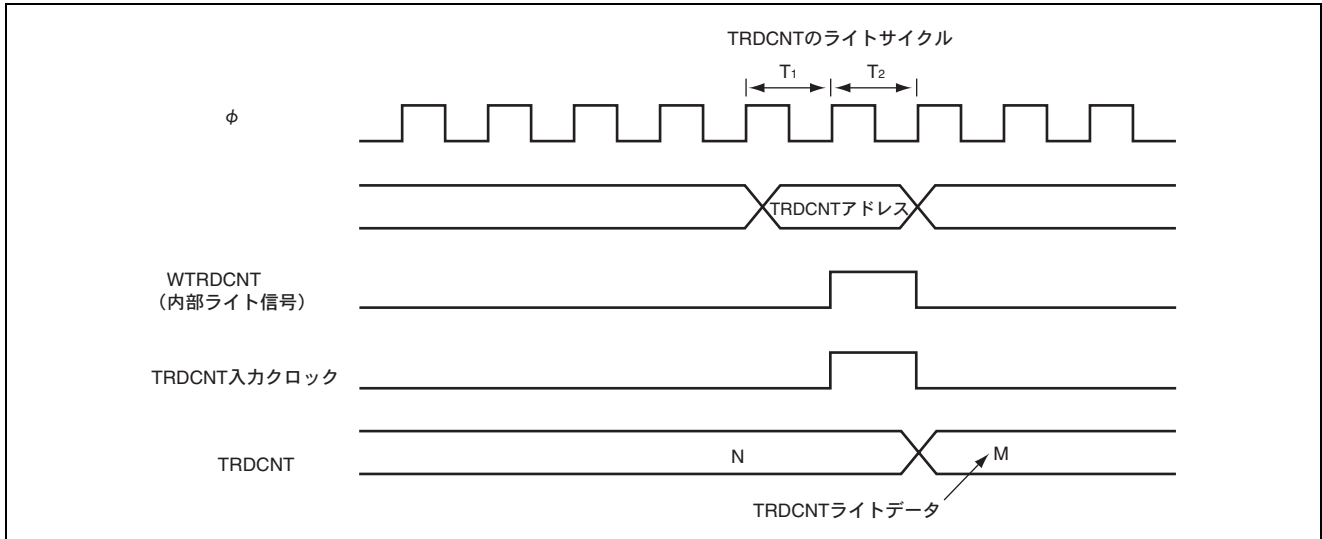 TRDCNTのライトサイクル
T1 T2
φ
TRDCNTアドレス
WTRDCNT
（内部ライト信号）
TRDCNT入力クロック
TRDCNT
N
M
TRDCNTライトデータ